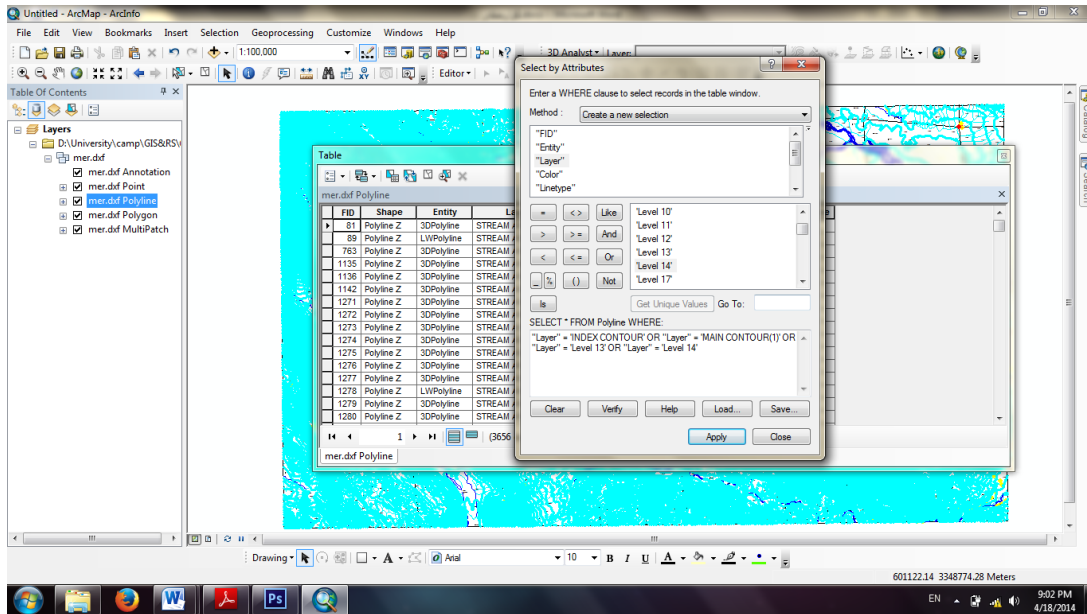 Untitled - ArcMap - ArcInfo
File Edit View Bookmarks Insert Selection Geoprocessing Customize Windows Help
1:100,000
3D Analyst Layer:
Editor
Table Of Contents
Layers
D:\University\camp\GIS&RS\
mer.dxf
mer.dxf Annotation
mer.dxf Point
mer.dxf Polyline
mer.dxf Polygon
mer.dxf MultiPatch
Table
mer.dxf Polyline
FID Shape Entity La
81 Polyline Z 3DPolyline STREAM
89 Polyline Z LWPolyline STREAM
763 Polyline Z 3DPolyline STREAM
1135 Polyline Z 3DPolyline STREAM
1136 Polyline Z 3DPolyline STREAM
1142 Polyline Z 3DPolyline STREAM
1271 Polyline Z 3DPolyline STREAM
1272 Polyline Z 3DPolyline STREAM
1273 Polyline Z 3DPolyline STREAM
1274 Polyline Z 3DPolyline STREAM
1275 Polyline Z 3DPolyline STREAM
1276 Polyline Z 3DPolyline STREAM
1277 Polyline Z 3DPolyline STREAM
1278 Polyline Z LWPolyline STREAM
1279 Polyline Z 3DPolyline STREAM
1280 Polyline Z 3DPolyline STREAM
1 (3656
mer.dxf Polyline
Select by Attributes
Enter a WHERE clause to select records in the table window.
Method : Create a new selection
"FID"
"Entity"
"Layer"
"Color"
"Linetype"
= < > Like
> > = And
< < = Or
_ % () Not
Is
'Level 10'
'Level 11'
'Level 12'
'Level 13'
'Level 14'
'Level 17'
Get Unique Values Go To:
SELECT * FROM Polyline WHERE:
"Layer" = 'INDEX CONTOUR' OR "Layer" = 'MAIN CONTOUR(1)' OR
"Layer" = 'Level 13' OR "Layer" = 'Level 14'
Clear Verify Help Load... Save...
Apply Close
Drawing A Arial 10 B I U A
601122.14 3348774.28 Meters
W Ps
EN 9:02 PM
4/18/2014